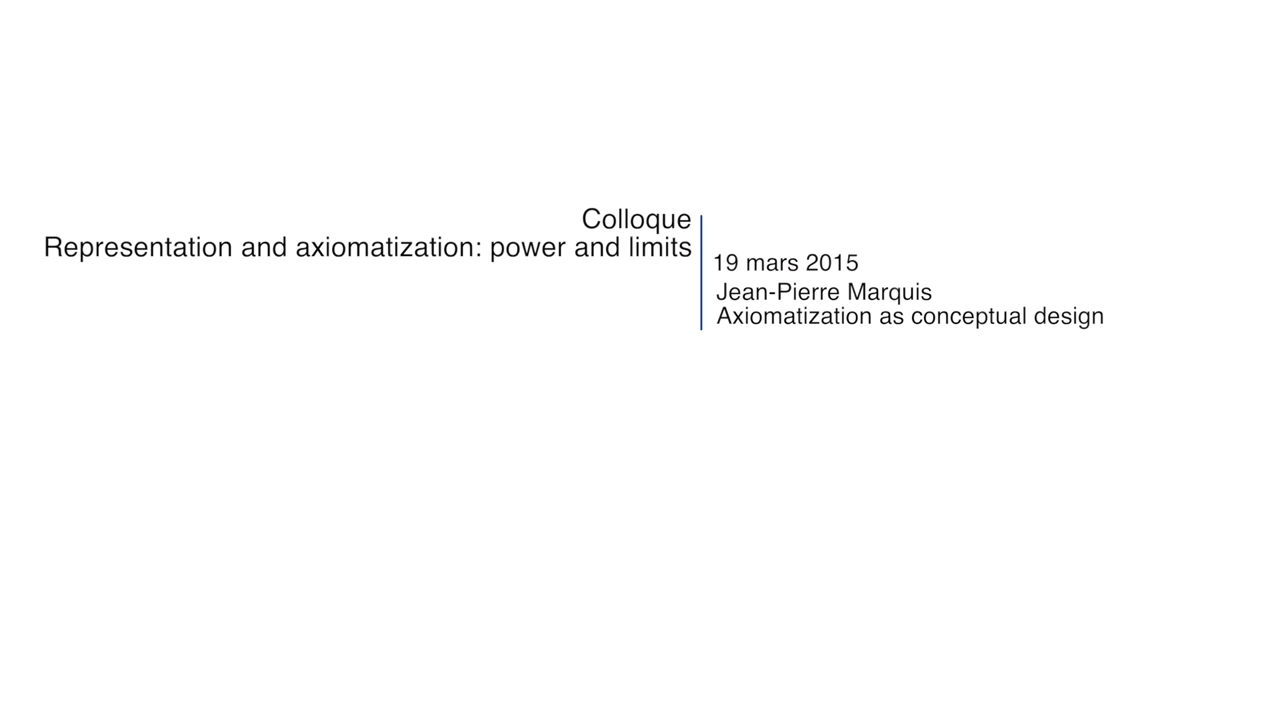 Colloque
Representation and axiomatization: power and limits
19 mars 2015
Jean-Pierre Marquis
Axiomatization as conceptual design